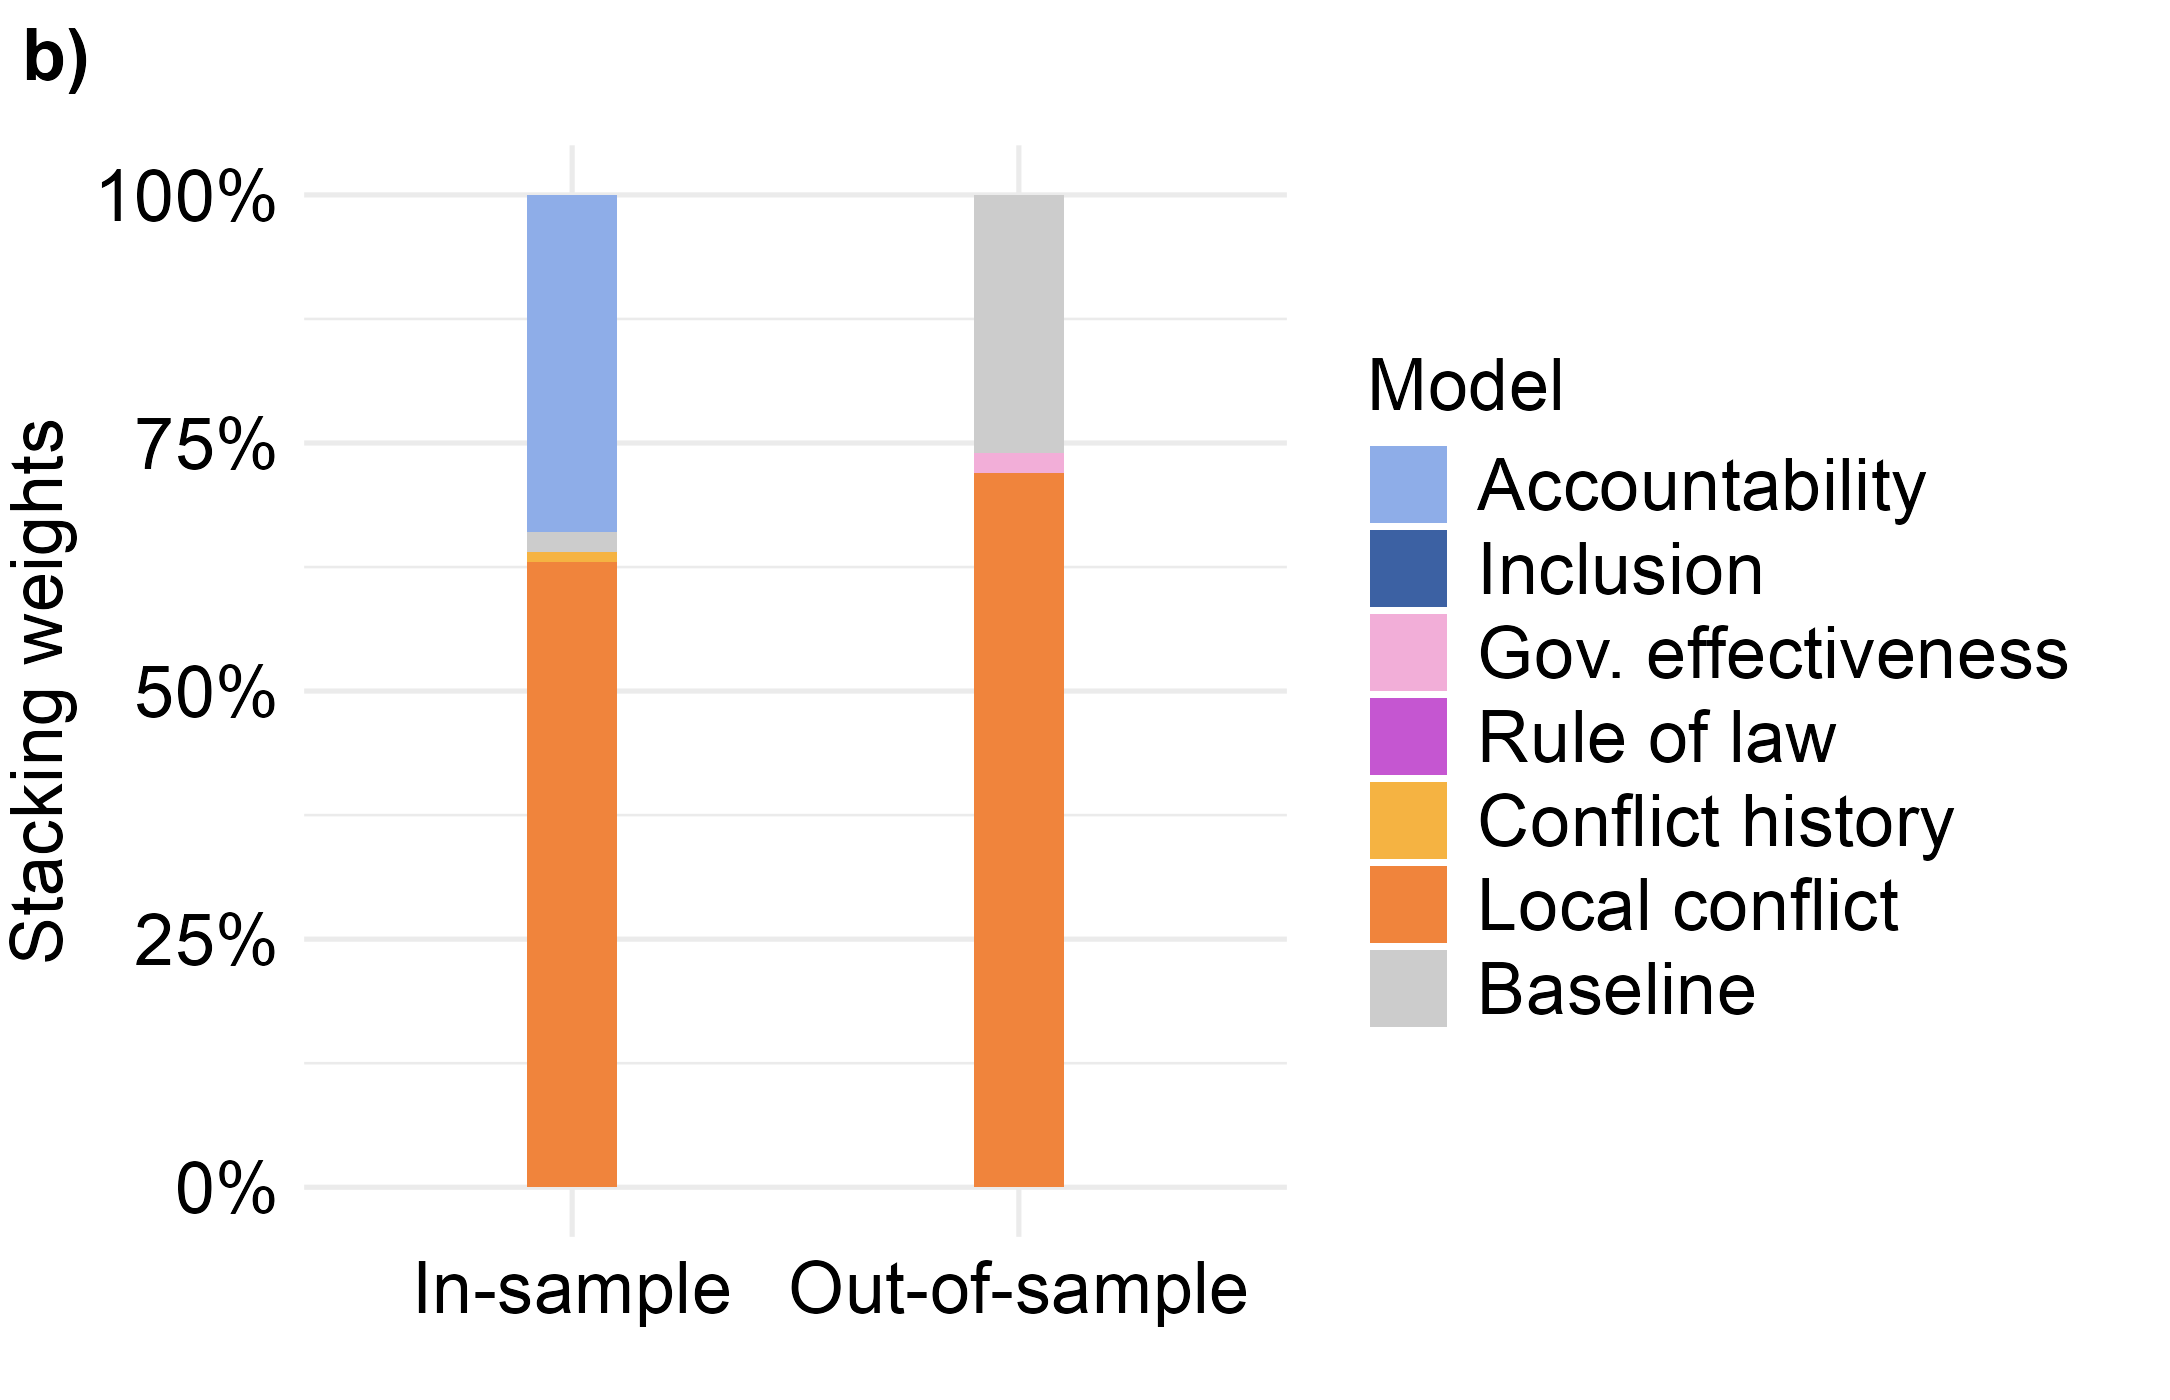 b)
Stacking weights
100%
75%
50%
25%
0%
In-sample
Out-of-sample
Model
Accountability
Inclusion
Gov. effectiveness
Rule of law
Conflict history
Local conflict
Baseline